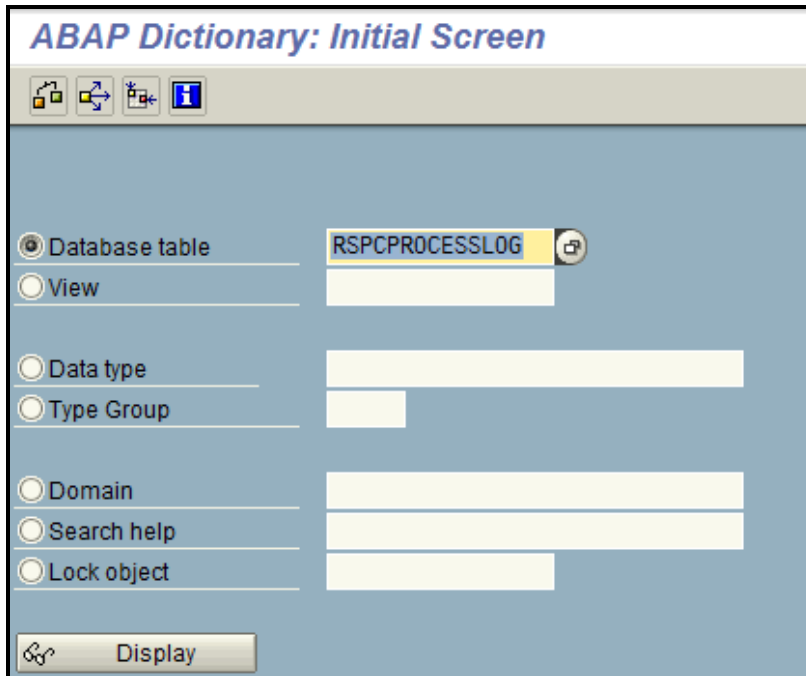 ABAP Dictionary: Initial Screen
Database table RSPCPROCESSLOG
View
Data type
Type Group
Domain
Search help
Lock object
Display